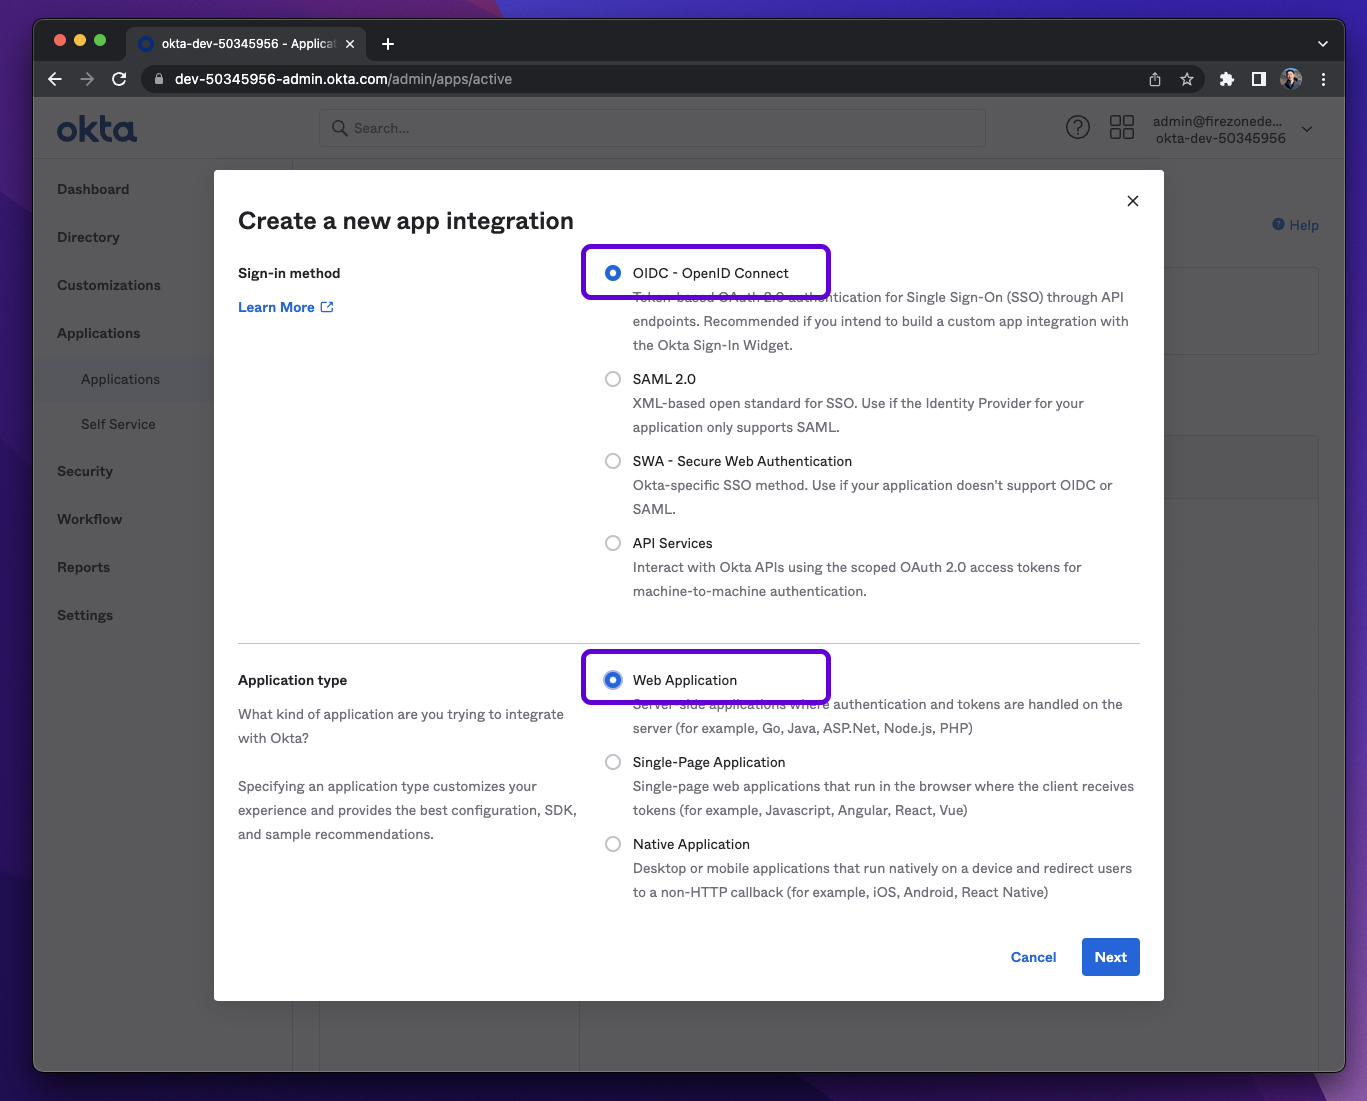 okta-dev-50345956 - Applicat
dev-50345956-admin.okta.com/admin/apps/active
okta
Search...
admin@firezonede...
okta-dev-50345956
Dashboard
Directory
Customizations
Applications
Applications
Self Service
Security
Workflow
Reports
Settings
Help
Create a new app integration
Sign-in method
Learn More
OIDC - OpenID Connect
Token-based OAuth 2.0 authentication for Single Sign-On (SSO) through API
endpoints. Recommended if you intend to build a custom app integration with
the Okta Sign-In Widget.
SAML 2.0
XML-based open standard for SSO. Use if the Identity Provider for your
application only supports SAML.
SWA - Secure Web Authentication
Okta-specific SSO method. Use if your application doesn't support OIDC or
SAML.
API Services
Interact with Okta APIs using the scoped OAuth 2.0 access tokens for
machine-to-machine authentication.
Application type
What kind of application are you trying to integrate
with Okta?
Specifying an application type customizes your
experience and provides the best configuration, SDK,
and sample recommendations.
Web Application
Server-side applications where authentication and tokens are handled on the
server (for example, Go, Java, ASP.Net, Node.js, PHP)
Single-Page Application
Single-page web applications that run in the browser where the client receives
tokens (for example, Javascript, Angular, React, Vue)
Native Application
Desktop or mobile applications that run natively on a device and redirect users
to a non-HTTP callback (for example, iOS, Android, React Native)
Cancel
Next